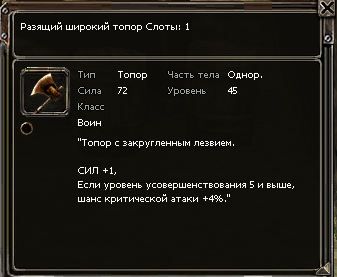 Разящий широкий топор Слоты: 1
Тип Топор Часть тела Однор.
Сила 72 Уровень 45
Класс
Воин
"Топор с закругленным лезвием.
СИЛ +1,
Если уровень усовершенствования 5 и выше,
шанс критической атаки +4%."